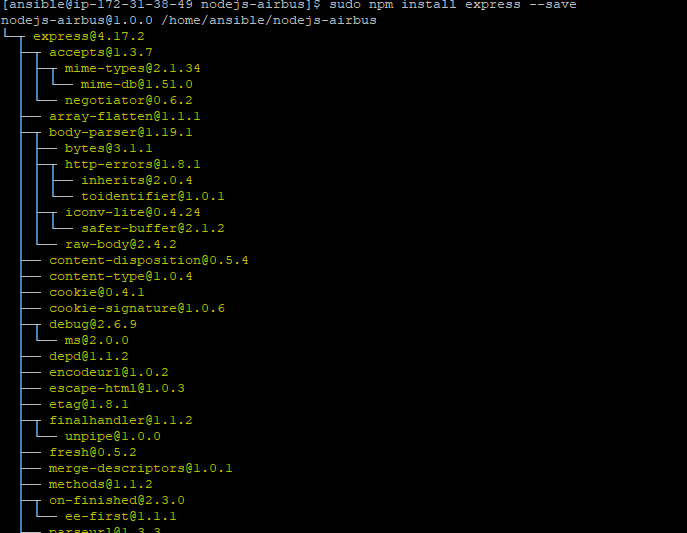 [ansible@ip-172-31-38-49 nodejs-airbus]$ sudo npm install express --save
nodejs-airbus@1.0.0 /home/ansible/nodejs-airbus
└─┬ express@4.17.2
  ├─┬ accepts@1.3.7
  │ ├─┬ mime-types@2.1.34
  │ │ └── mime-db@1.51.0
  │ └── negotiator@0.6.2
  ├── array-flatten@1.1.1
  ├─┬ body-parser@1.19.1
  │ ├── bytes@3.1.1
  │ ├─┬ http-errors@1.8.1
  │ │ ├── inherits@2.0.4
  │ │ └── toidentifier@1.0.1
  │ ├─┬ iconv-lite@0.4.24
  │ │ └── safer-buffer@2.1.2
  │ └── raw-body@2.4.2
  ├── content-disposition@0.5.4
  ├── content-type@1.0.4
  ├── cookie@0.4.1
  ├── cookie-signature@1.0.6
  ├─┬ debug@2.6.9
  │ └── ms@2.0.0
  ├── depd@1.1.2
  ├── encodeurl@1.0.2
  ├── escape-html@1.0.3
  ├── etag@1.8.1
  ├─┬ finalhandler@1.1.2
  │ └── unpipe@1.0.0
  ├── fresh@0.5.2
  ├── merge-descriptors@1.0.1
  ├── methods@1.1.2
  ├─┬ on-finished@2.3.0
  │ └── ee-first@1.1.1
  ├── parseurl@1.3.3